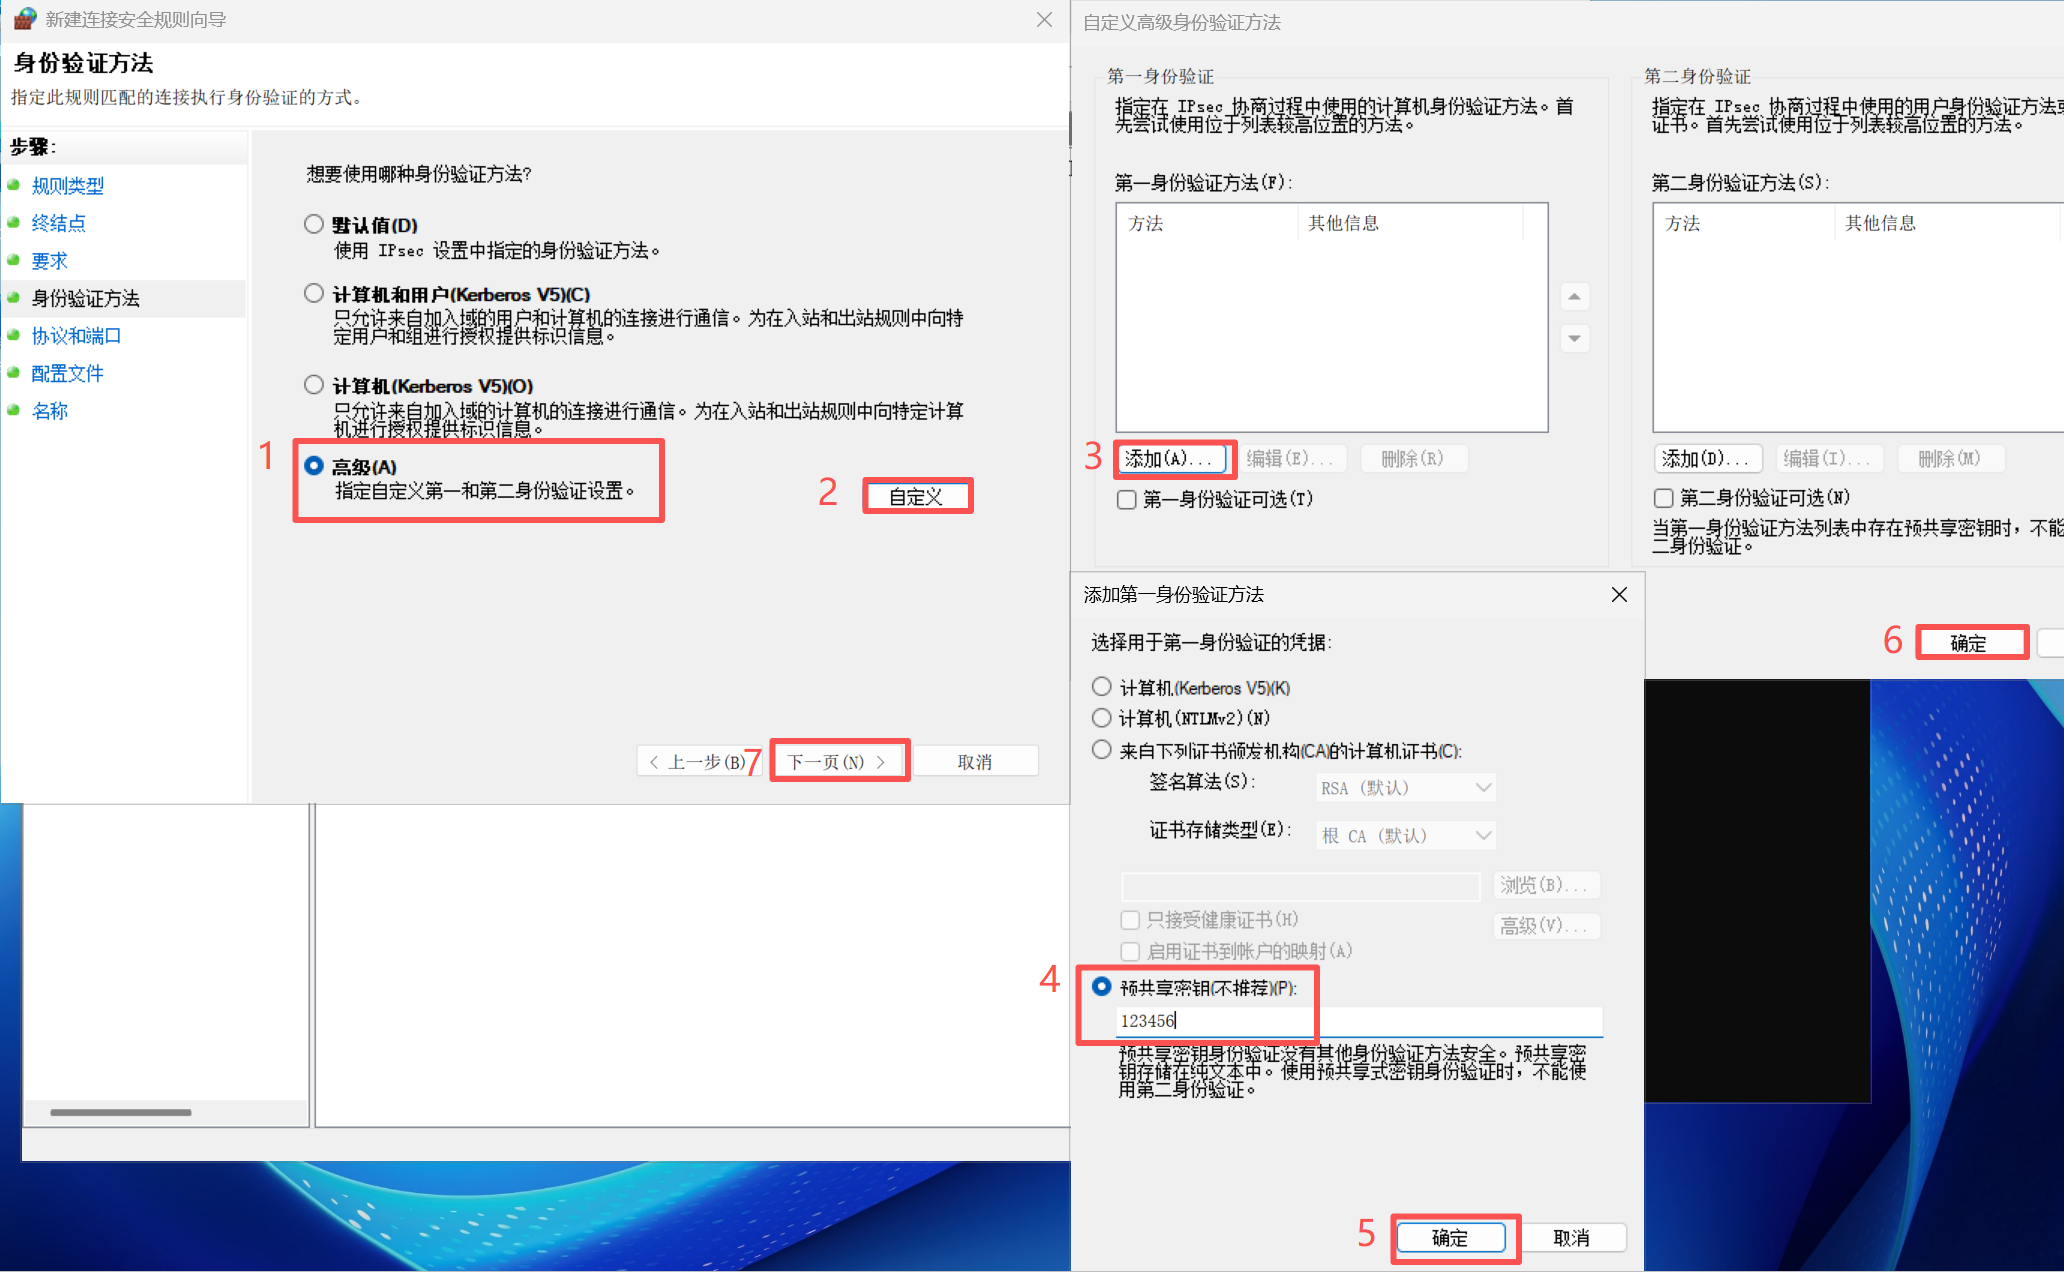 新建连接安全规则向导
身份验证方法
指定此规则匹配的连接执行身份验证的方式。
步骤:
规则类型
终结点
要求
身份验证方法
协议和端口
配置文件
名称
想要使用哪种身份验证方法?
默认值(D)
使用 IPsec 设置中指定的身份验证方法。
计算机和用户(Kerberos V5)(C)
只允许来自加入域的用户和计算机的连接进行通信。为在入站和出站规则中向特
定用户和组进行授权提供标识信息。
计算机(Kerberos V5)(O)
只允许来自加入域的计算机的连接进行通信。为在入站和出站规则中向特定计算
机进行授权提供标识信息。
1
高级(A)
指定自定义第一和第二身份验证设置。
2
自定义
< 上一步(B)
7
下一页(N) >
取消
自定义高级身份验证方法
第一身份验证
指定在 IPsec 协商过程中使用的计算机身份验证方法。首
先尝试使用位于列表较高位置的方法。
第一身份验证方法(F):
方法 其他信息
3
添加(A)... 编辑(E)... 删除(R)
第一身份验证可选(T)
第二身份验证
指定在 IPsec 协商过程中使用的用户身份验证方法或
证书。首先尝试使用位于列表较高位置的方法。
第二身份验证方法(S):
方法 其他信息
添加(D)... 编辑(I)... 删除(M)
第二身份验证可选(N)
当第一身份验证方法列表中存在预共享密钥时，不能
二身份验证。
6
确定
添加第一身份验证方法
选择用于第一身份验证的凭据:
计算机(Kerberos V5)(K)
计算机(NTLMv2)(N)
来自下列证书颁发机构(CA)的计算机证书(C):
签名算法(S): RSA (默认)
证书存储类型(E): 根 CA (默认)
浏览(B)...
只接受健康证书(H)
高级(V)...
启用证书到帐户的映射(A)
4
预共享密钥(不推荐)(P):
123456
预共享密钥身份验证没有其他身份验证方法安全。预共享密
钥存储在纯文本中。使用预共享式密钥身份验证时，不能使
用第二身份验证。
5
确定
取消